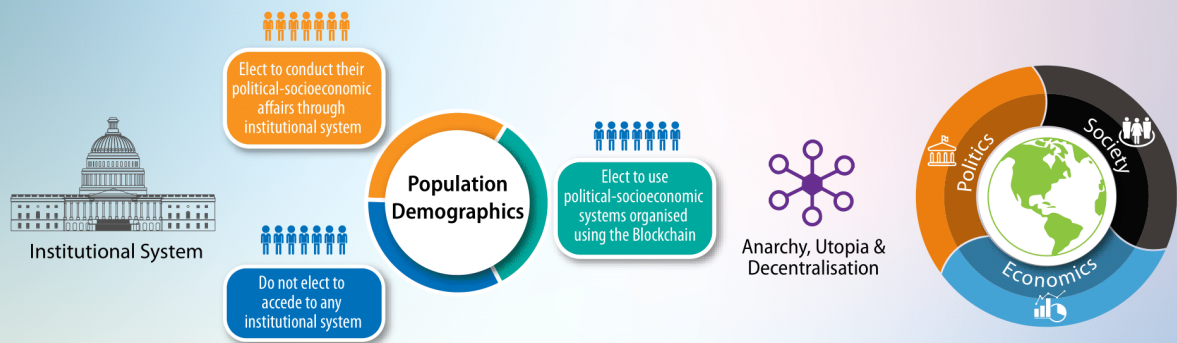 Institutional System
Elect to conduct their
political-socioeconomic
affairs through
institutional system
Do not elect to
accede to any
institutional system
Population
Demographics
Elect to use
political-socioeconomic
systems organised
using the Blockchain
Anarchy, Utopia &
Decentralisation
Politics
Society
Economics